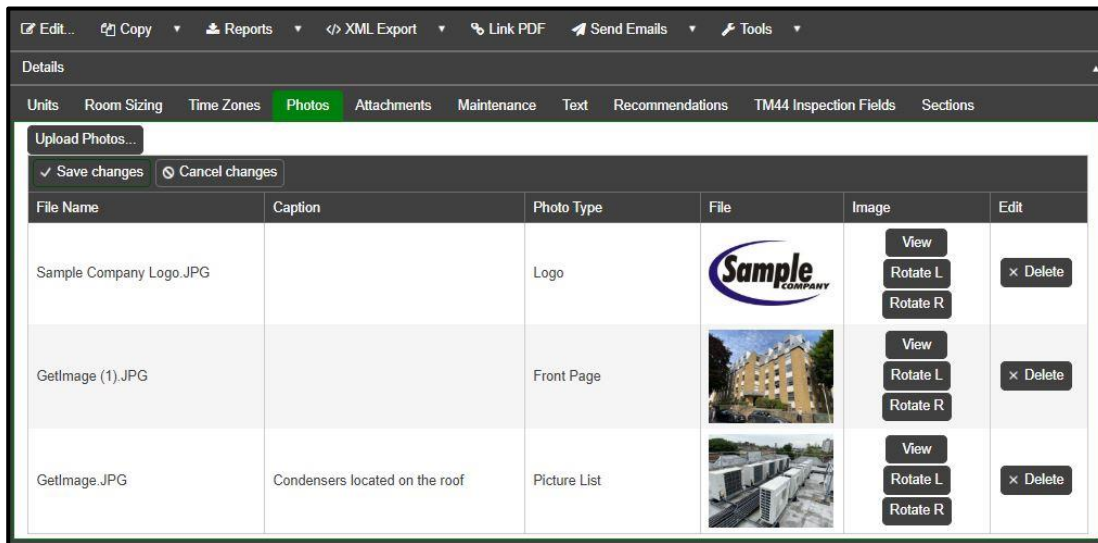 Edit... Copy Reports XML Export Link PDF Send Emails Tools
Details
Units Room Sizing Time Zones Photos Attachments Maintenance Text Recommendations TM44 Inspection Fields Sections
Upload Photos...
Save changes Cancel changes
File Name Caption Photo Type File Image Edit
Sample Company Logo.JPG Logo Sample COMPANY View Rotate L Rotate R Delete
GetImage (1).JPG Front Page View Rotate L Rotate R Delete
GetImage.JPG Condensers located on the roof Picture List View Rotate L Rotate R Delete